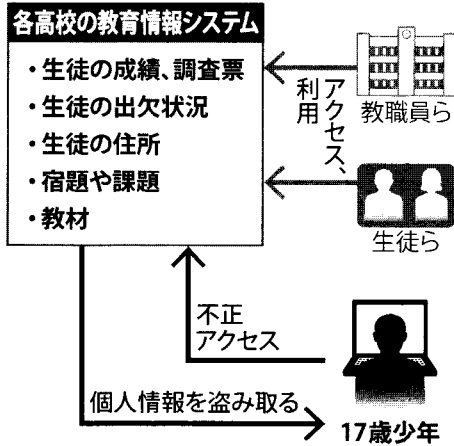 各高校の教育情報システム
・生徒の成績、調査票
・生徒の出欠状況
・生徒の住所
・宿題や課題
・教材
アクセス、
利用
教職員ら
生徒ら
不正
アクセス
個人情報を盗み取る
17歳少年